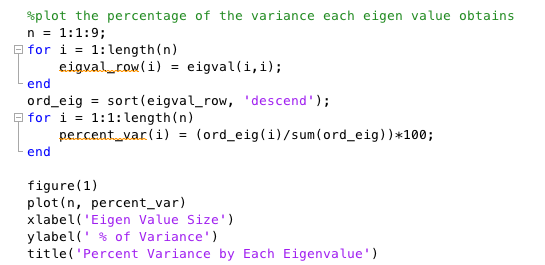 %plot the percentage of the variance each eigen value obtains
n = 1:1:9;
for i = 1:length(n)
eigval_row(i) = eigval(i,i);
end
ord_eig = sort(eigval_row, 'descend');
for i = 1:1:length(n)
percent_var(i) = (ord_eig(i)/sum(ord_eig))*100;
end
figure(1)
plot(n, percent_var)
xlabel('Eigen Value Size')
ylabel(' % of Variance')
title('Percent Variance by Each Eigenvalue')